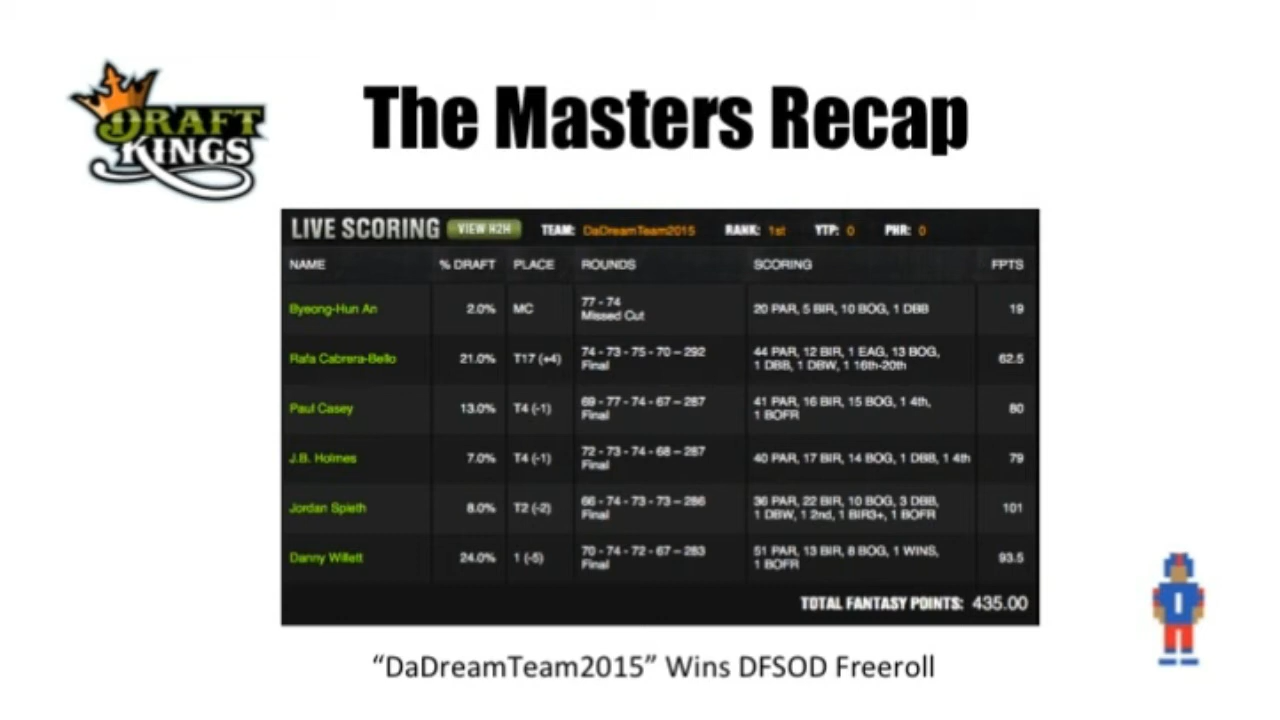 DRAFT
KINGS
The Masters Recap
LIVE SCORING VIEW H2H TEAM: DaDreamTeam2015 RANK: 1st YTP: 0 PHR: 0
NAME % DRAFT PLACE ROUNDS SCORING FPTS
Byeong-Hun An 2.0% MC 77 - 74 20 PAR, 5 BIR, 10 BOG, 1 DBB 19
Missed Cut
Rafa Cabrera-Bello 21.0% T17 (+4) 74 - 73 - 75 - 70 – 292 44 PAR, 12 BIR, 1 EAG, 13 BOG, 62.5
Final 1 DBB, 1 DBW, 1 16th-20th
Paul Casey 13.0% T4 (-1) 69 - 77 - 74 - 67 – 287 41 PAR, 16 BIR, 15 BOG, 1 4th, 80
Final 1 BOFR
J.B. Holmes 7.0% T4 (-1) 72 - 73 - 74 - 68 – 287 40 PAR, 17 BIR, 14 BOG, 1 DBB, 1 4th 79
Final
Jordan Spieth 8.0% T2 (-2) 66 - 74 - 73 - 73 – 286 36 PAR, 22 BIR, 10 BOG, 3 DBB, 101
Final 1 DBW, 1 2nd, 1 BIR3+, 1 BOFR
Danny Willett 24.0% 1 (-5) 70 - 74 - 72 - 67 – 283 51 PAR, 13 BIR, 8 BOG, 1 WINS, 93.5
Final 1 BOFR
TOTAL FANTASY POINTS: 435.00
“DaDreamTeam2015” Wins DFSOD Freeroll